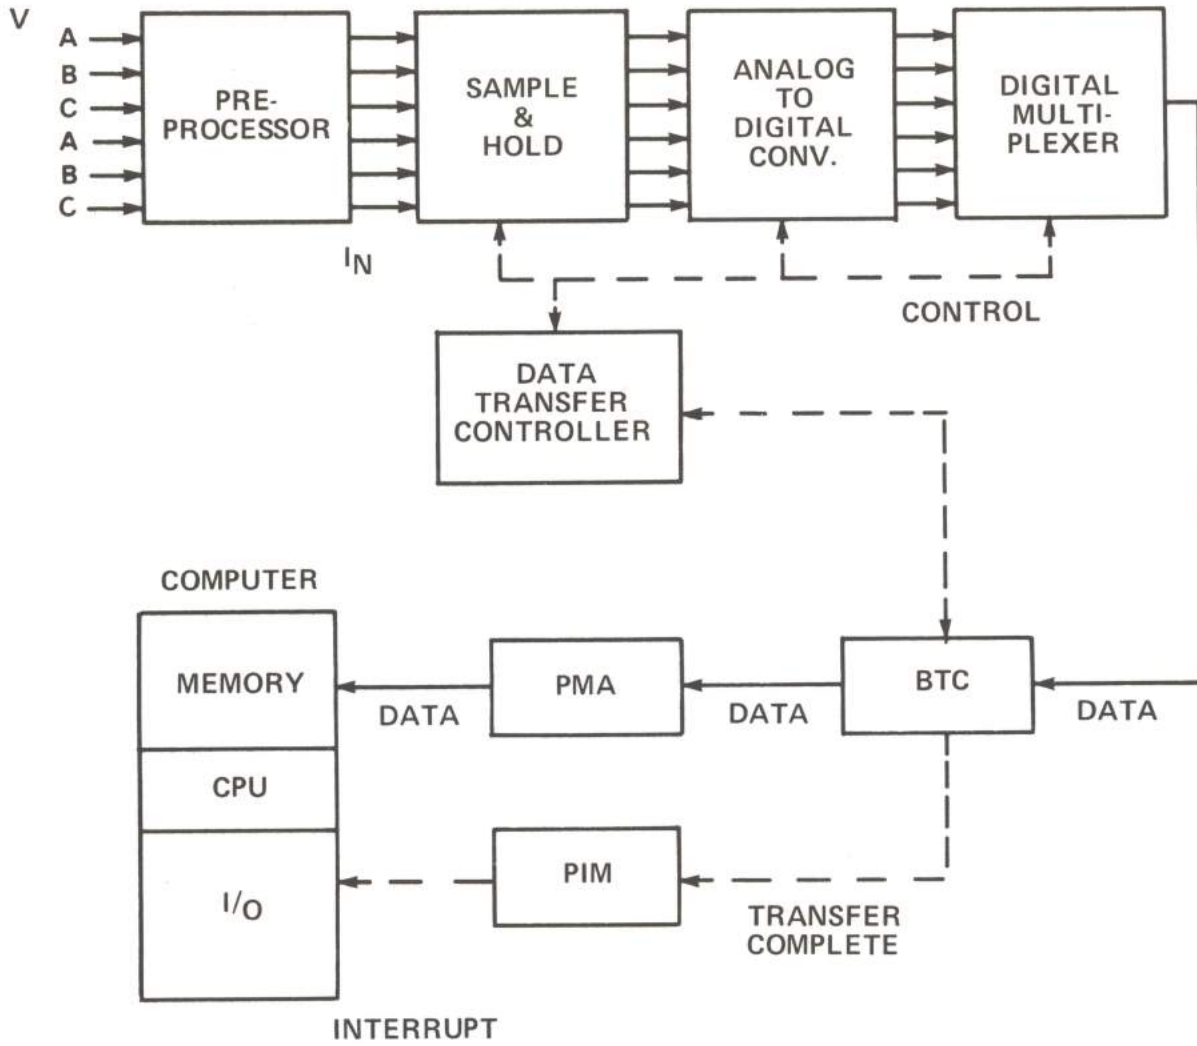 V
A
B
C
A
B
C
PRE-
PROCESSOR
SAMPLE
&
HOLD
ANALOG
TO
DIGITAL
CONV.
DIGITAL
MULTI-
PLEXER
IN
CONTROL
DATA
TRANSFER
CONTROLLER
COMPUTER
MEMORY
CPU
I/O
PMA
BTC
DATA
DATA
DATA
PIM
TRANSFER
COMPLETE
INTERRUPT